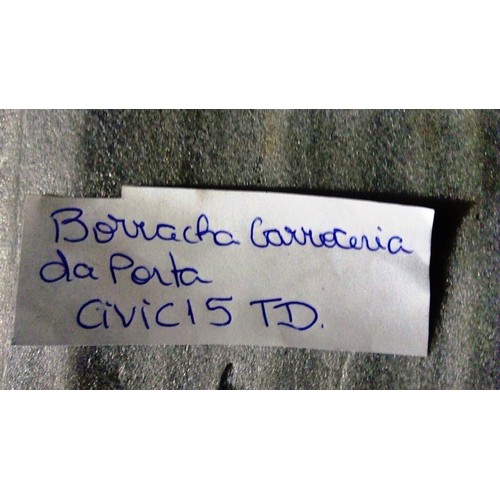 Borracha Carroceria
da Porta
CiViC 15 TD.